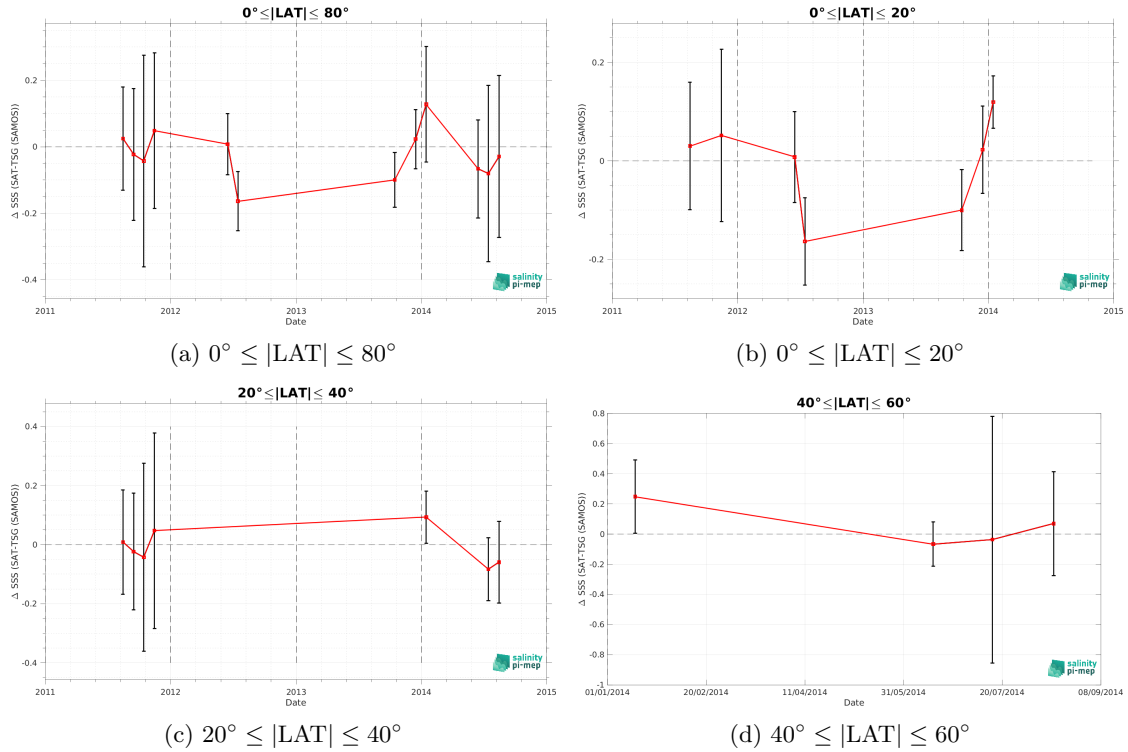 0°≤|LAT|≤ 80°
Δ SSS (SAT-TSG (SAMOS))
0.2
0
-0.2
-0.4
2011
2012
2013
2014
2015
Date
salinity
pi-mep
(a) 0° ≤ |LAT| ≤ 80°
0°≤|LAT|≤ 20°
Δ SSS (SAT-TSG (SAMOS))
0.2
0
-0.2
2011
2012
2013
2014
2015
Date
salinity
pi-mep
(b) 0° ≤ |LAT| ≤ 20°
20°≤|LAT|≤ 40°
Δ SSS (SAT-TSG (SAMOS))
0.4
0.2
0
-0.2
-0.4
2011
2012
2013
2014
2015
Date
salinity
pi-mep
(c) 20° ≤ |LAT| ≤ 40°
40°≤|LAT|≤ 60°
Δ SSS (SAT-TSG (SAMOS))
0.8
0.6
0.4
0.2
0
-0.2
-0.4
-0.6
-0.8
-1
01/01/2014
20/02/2014
11/04/2014
31/05/2014
20/07/2014
08/09/2014
Date
salinity
pi-mep
(d) 40° ≤ |LAT| ≤ 60°